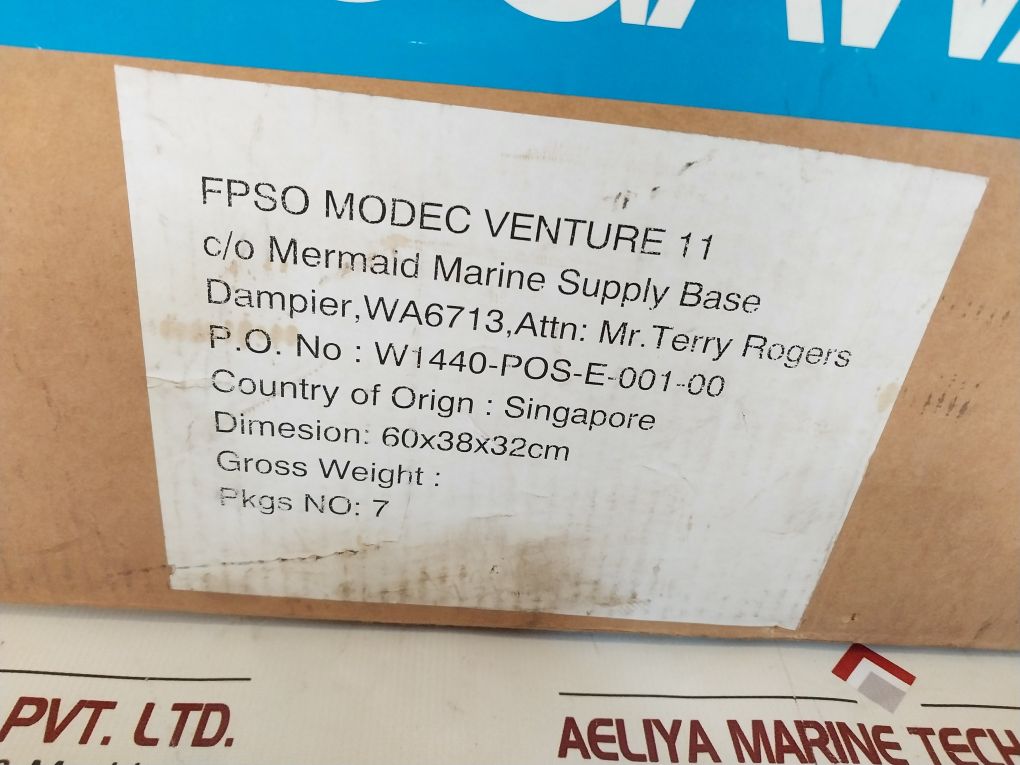 FPSO MODEC VENTURE 11
c/o Mermaid Marine Supply Base
Dampier,WA6713,Attn: Mr.Terry Rogers
P.O. No : W1440-POS-E-001-00
Country of Orign : Singapore
Dimesion: 60x38x32cm
Gross Weight :
Pkgs NO: 7
PVT. LTD.
AELIYA MARINE TECH